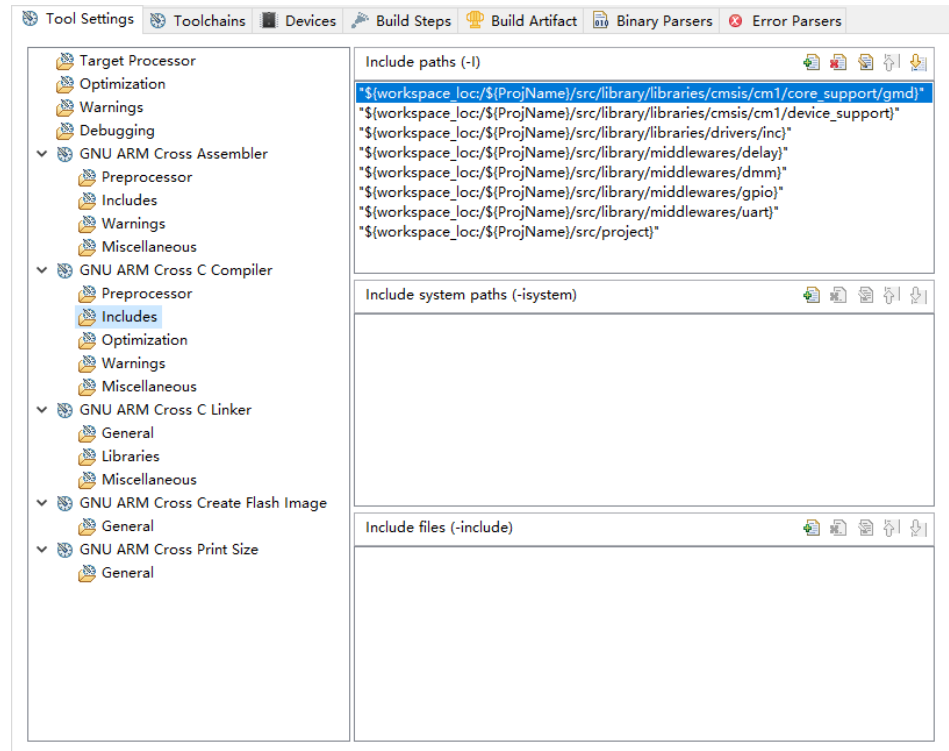 Tool Settings Toolchains Devices Build Steps Build Artifact Binary Parsers Error Parsers
Target Processor
Optimization
Warnings
Debugging
GNU ARM Cross Assembler
Preprocessor
Includes
Warnings
Miscellaneous
GNU ARM Cross C Compiler
Preprocessor
Includes
Optimization
Warnings
Miscellaneous
GNU ARM Cross C Linker
General
Libraries
Miscellaneous
GNU ARM Cross Create Flash Image
General
GNU ARM Cross Print Size
General
Include paths (-I)
"${workspace_loc:/${ProjName}/src/library/libraries/cmsis/cm1/core_support/gmd}"
"${workspace_loc:/${ProjName}/src/library/libraries/cmsis/cm1/device_support}"
"${workspace_loc:/${ProjName}/src/library/libraries/drivers/inc}"
"${workspace_loc:/${ProjName}/src/library/middlewares/delay}"
"${workspace_loc:/${ProjName}/src/library/middlewares/dmm}"
"${workspace_loc:/${ProjName}/src/library/middlewares/gpio}"
"${workspace_loc:/${ProjName}/src/library/middlewares/uart}"
"${workspace_loc:/${ProjName}/src/project}"
Include system paths (-isystem)
Include files (-include)